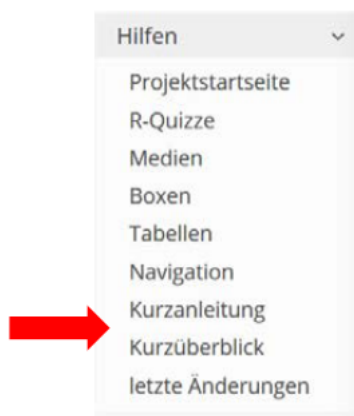 Hilfen
Projektstartseite
R-Quizze
Medien
Boxen
Tabellen
Navigation
Kurzanleitung
Kurzüberblick
letzte Änderungen